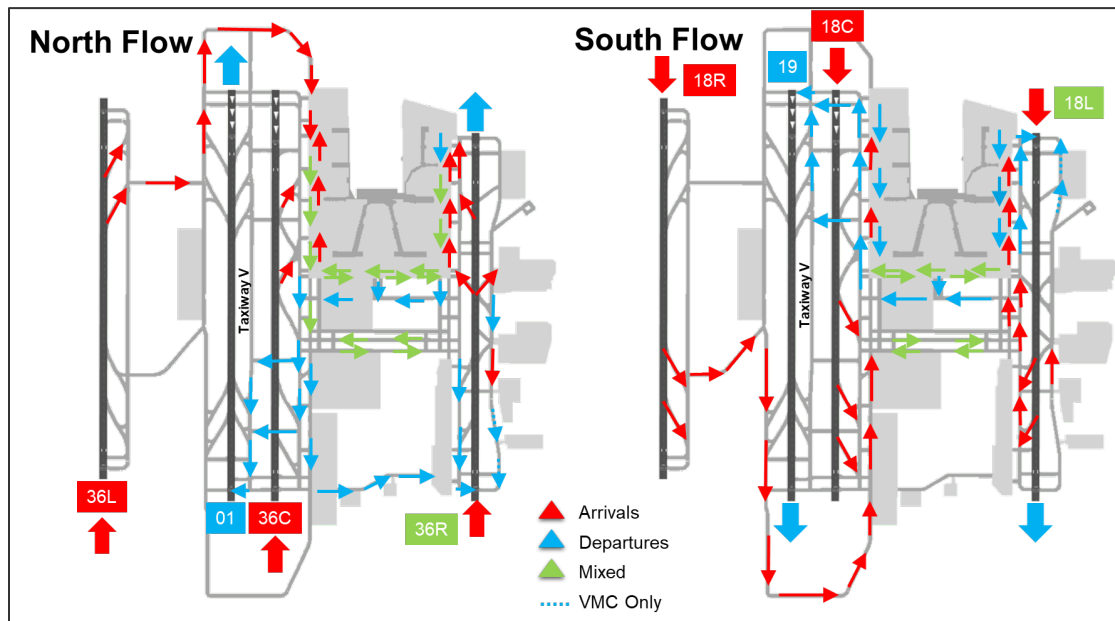 North Flow
South Flow
18C
18R
19
18L
Taxiway V
Taxiway V
36L
01
36C
36R
Arrivals
Departures
Mixed
VMC Only